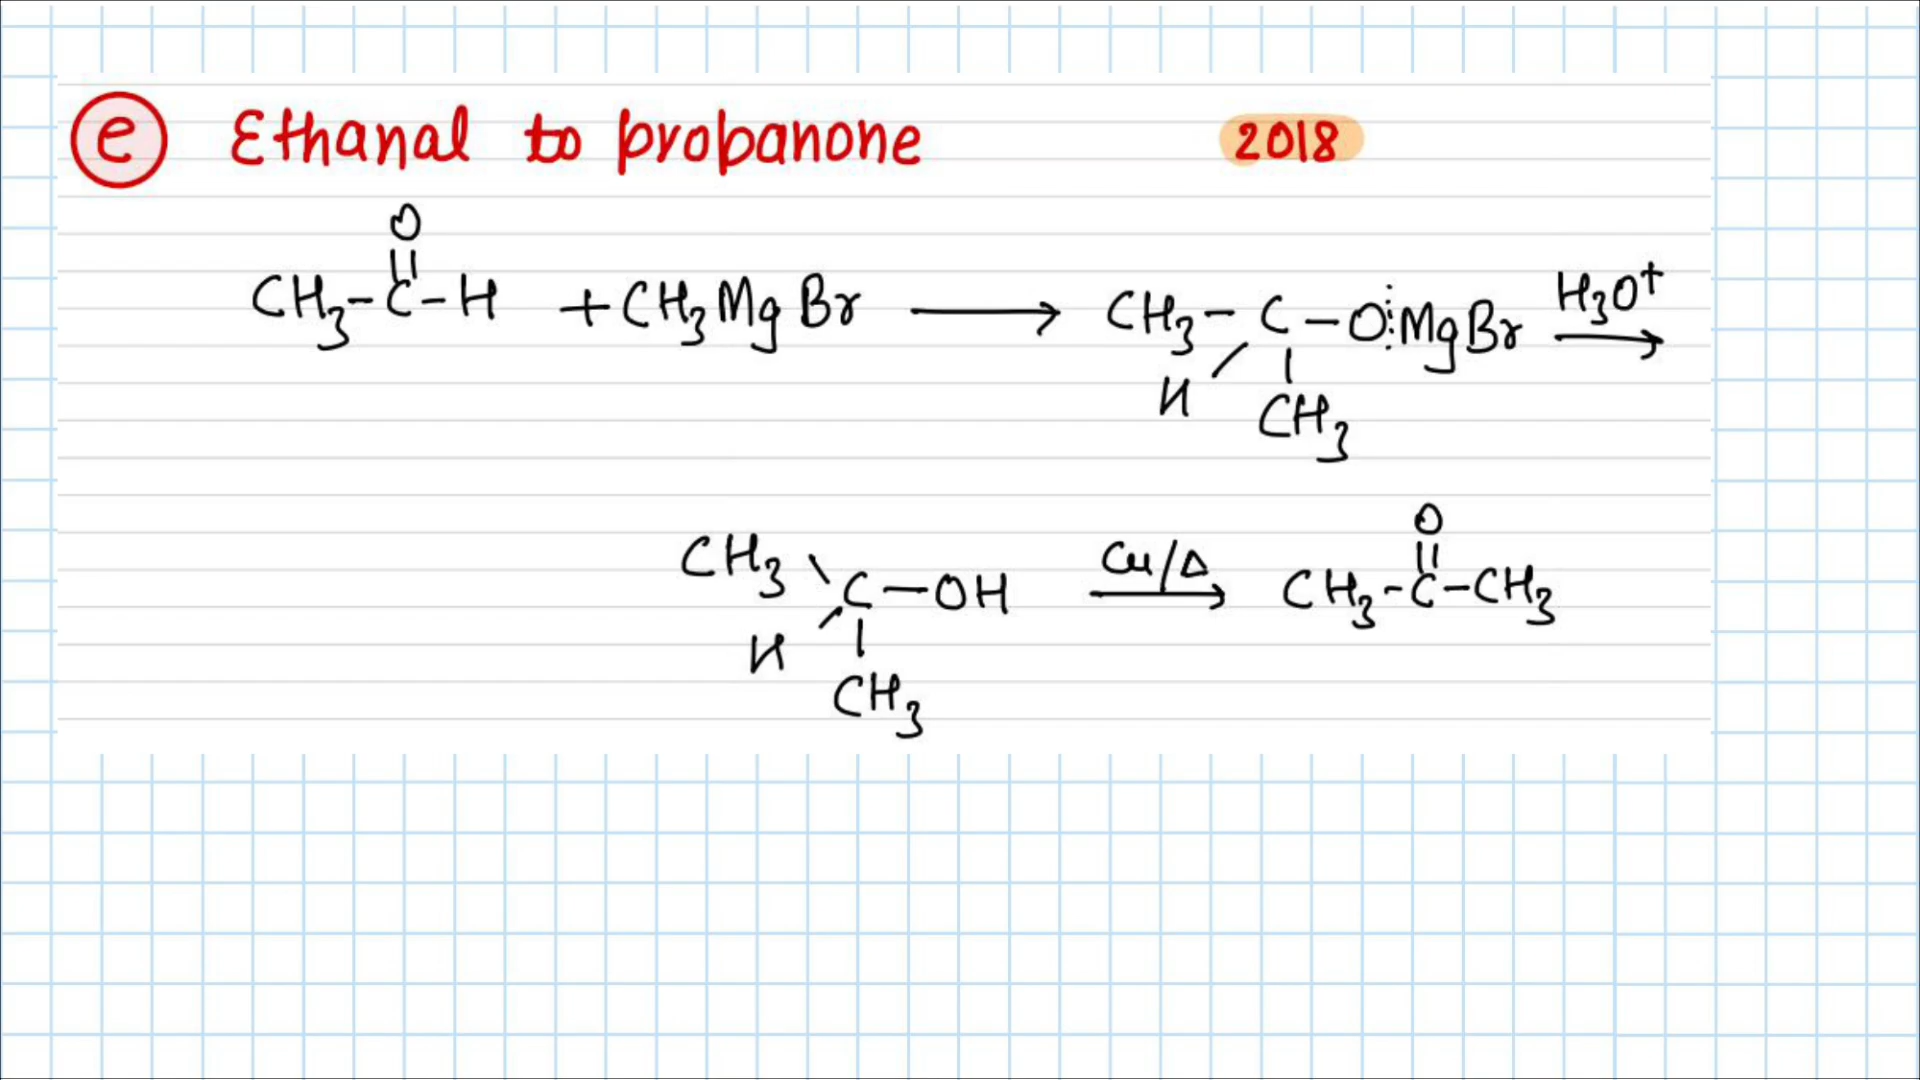 e Ethanal to propanone 2018
O
CH3-C-H + CH3MgBr ⟶ CH3-C-O⋮MgBr H3O+ ⟶
H CH3
O
CH3 C-OH Cu/Δ ⟶ CH3-C-CH3
H
CH3